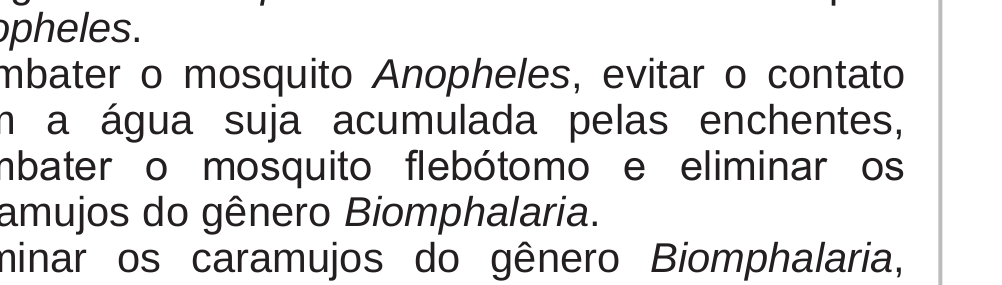 opheles.
mbater o mosquito Anopheles, evitar o contato
m a água suja acumulada pelas enchentes,
mbater o mosquito flebótomo e eliminar os
amujos do gênero Biomphalaria.
minar os caramujos do gênero Biomphalaria,